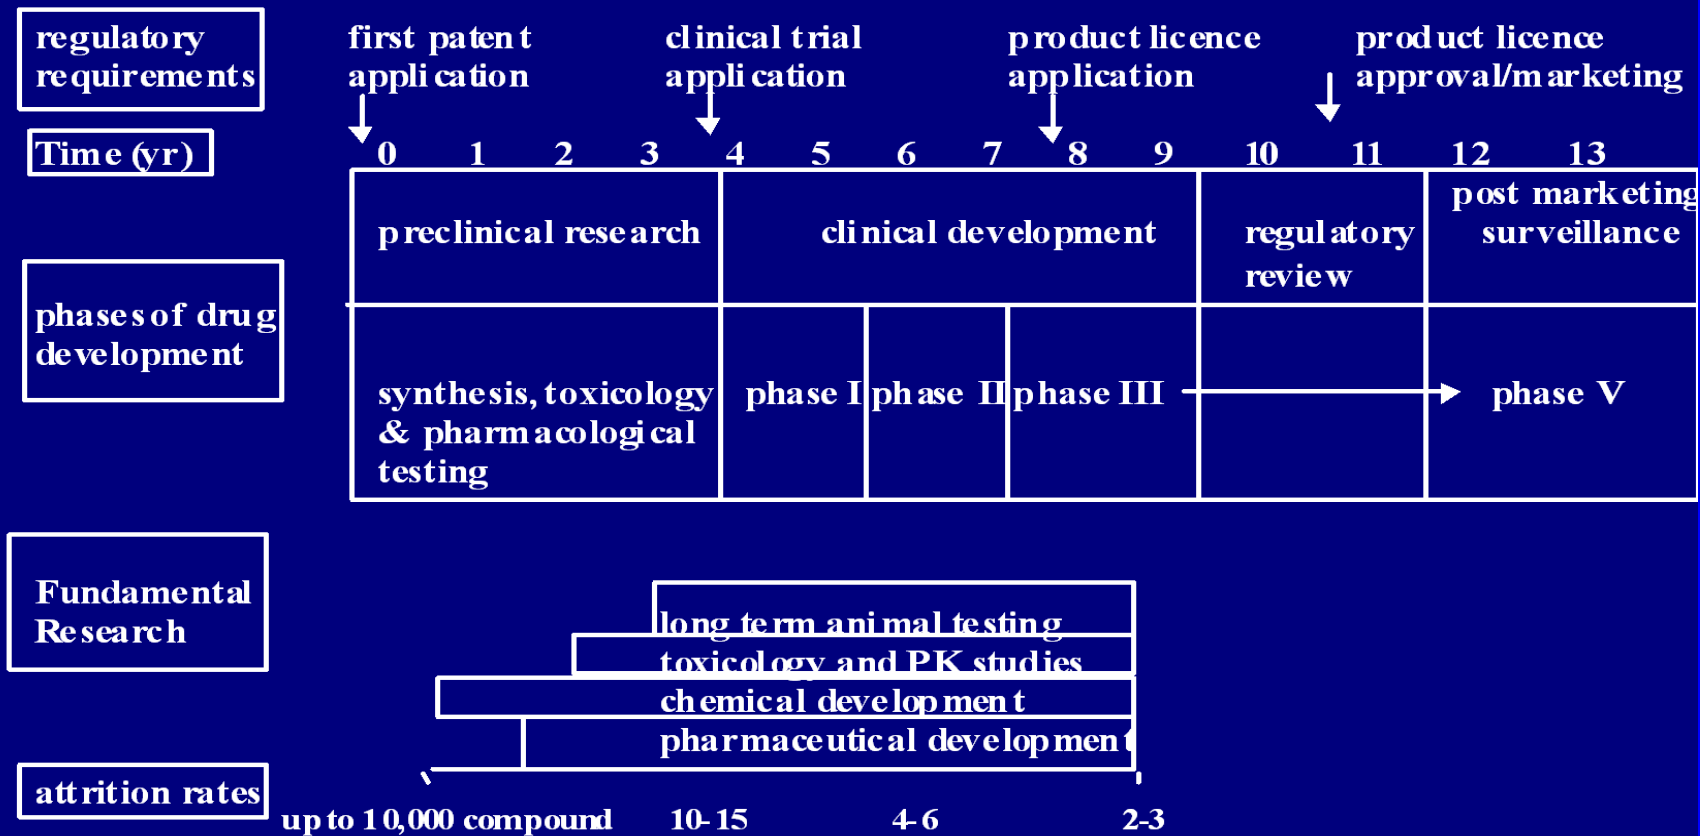 regulatory
requirements
first patent
application
clinical trial
application
product licence
application
product licence
approval/marketing
Time (yr)
0 1 2 3 4 5 6 7 8 9 10 11 12 13
preclinical research
clinical development
regulatory
review
post marketing
surveillance
phases of drug
development
synthesis, toxicology
& pharmacological
testing
phase I
phase II
phase III
phase V
Fundamental
Research
long term animal testing
toxicology and PK studies
chemical development
pharmaceutical development
attrition rates
up to 10,000 compound 10-15 4-6 2-3